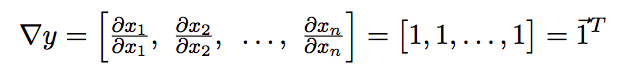 ∇y = [∂x₁/∂x₁, ∂x₂/∂x₂, ..., ∂xₙ/∂xₙ] = [1, 1, ..., 1] = 1⃗ᵀ